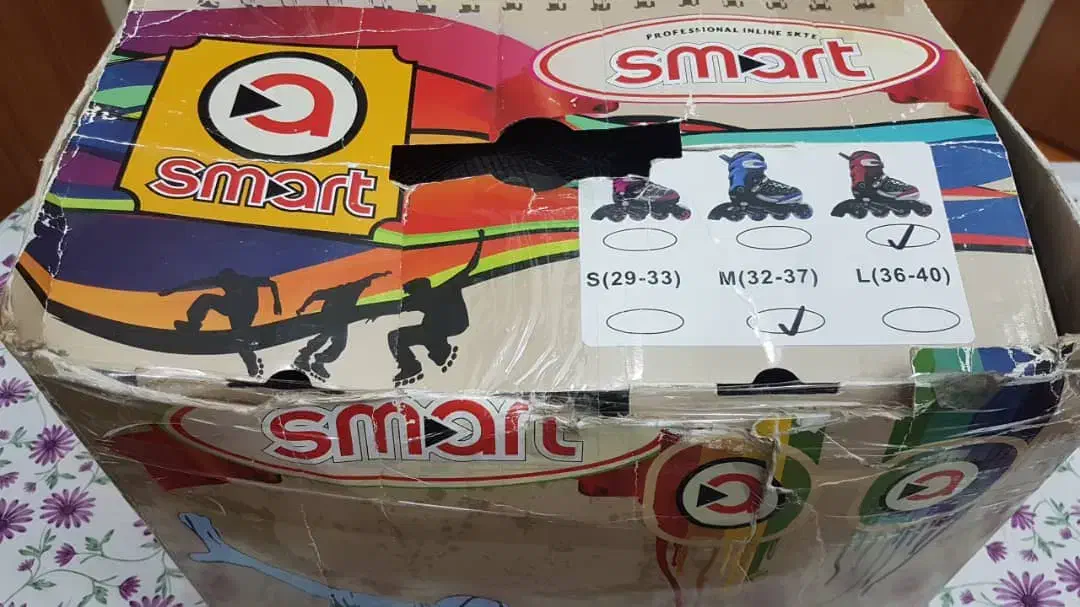 PROFESSIONAL INLINE SKTE
smart
a
smart
S(29-33) M(32-37) L(36-40)
smart
a a